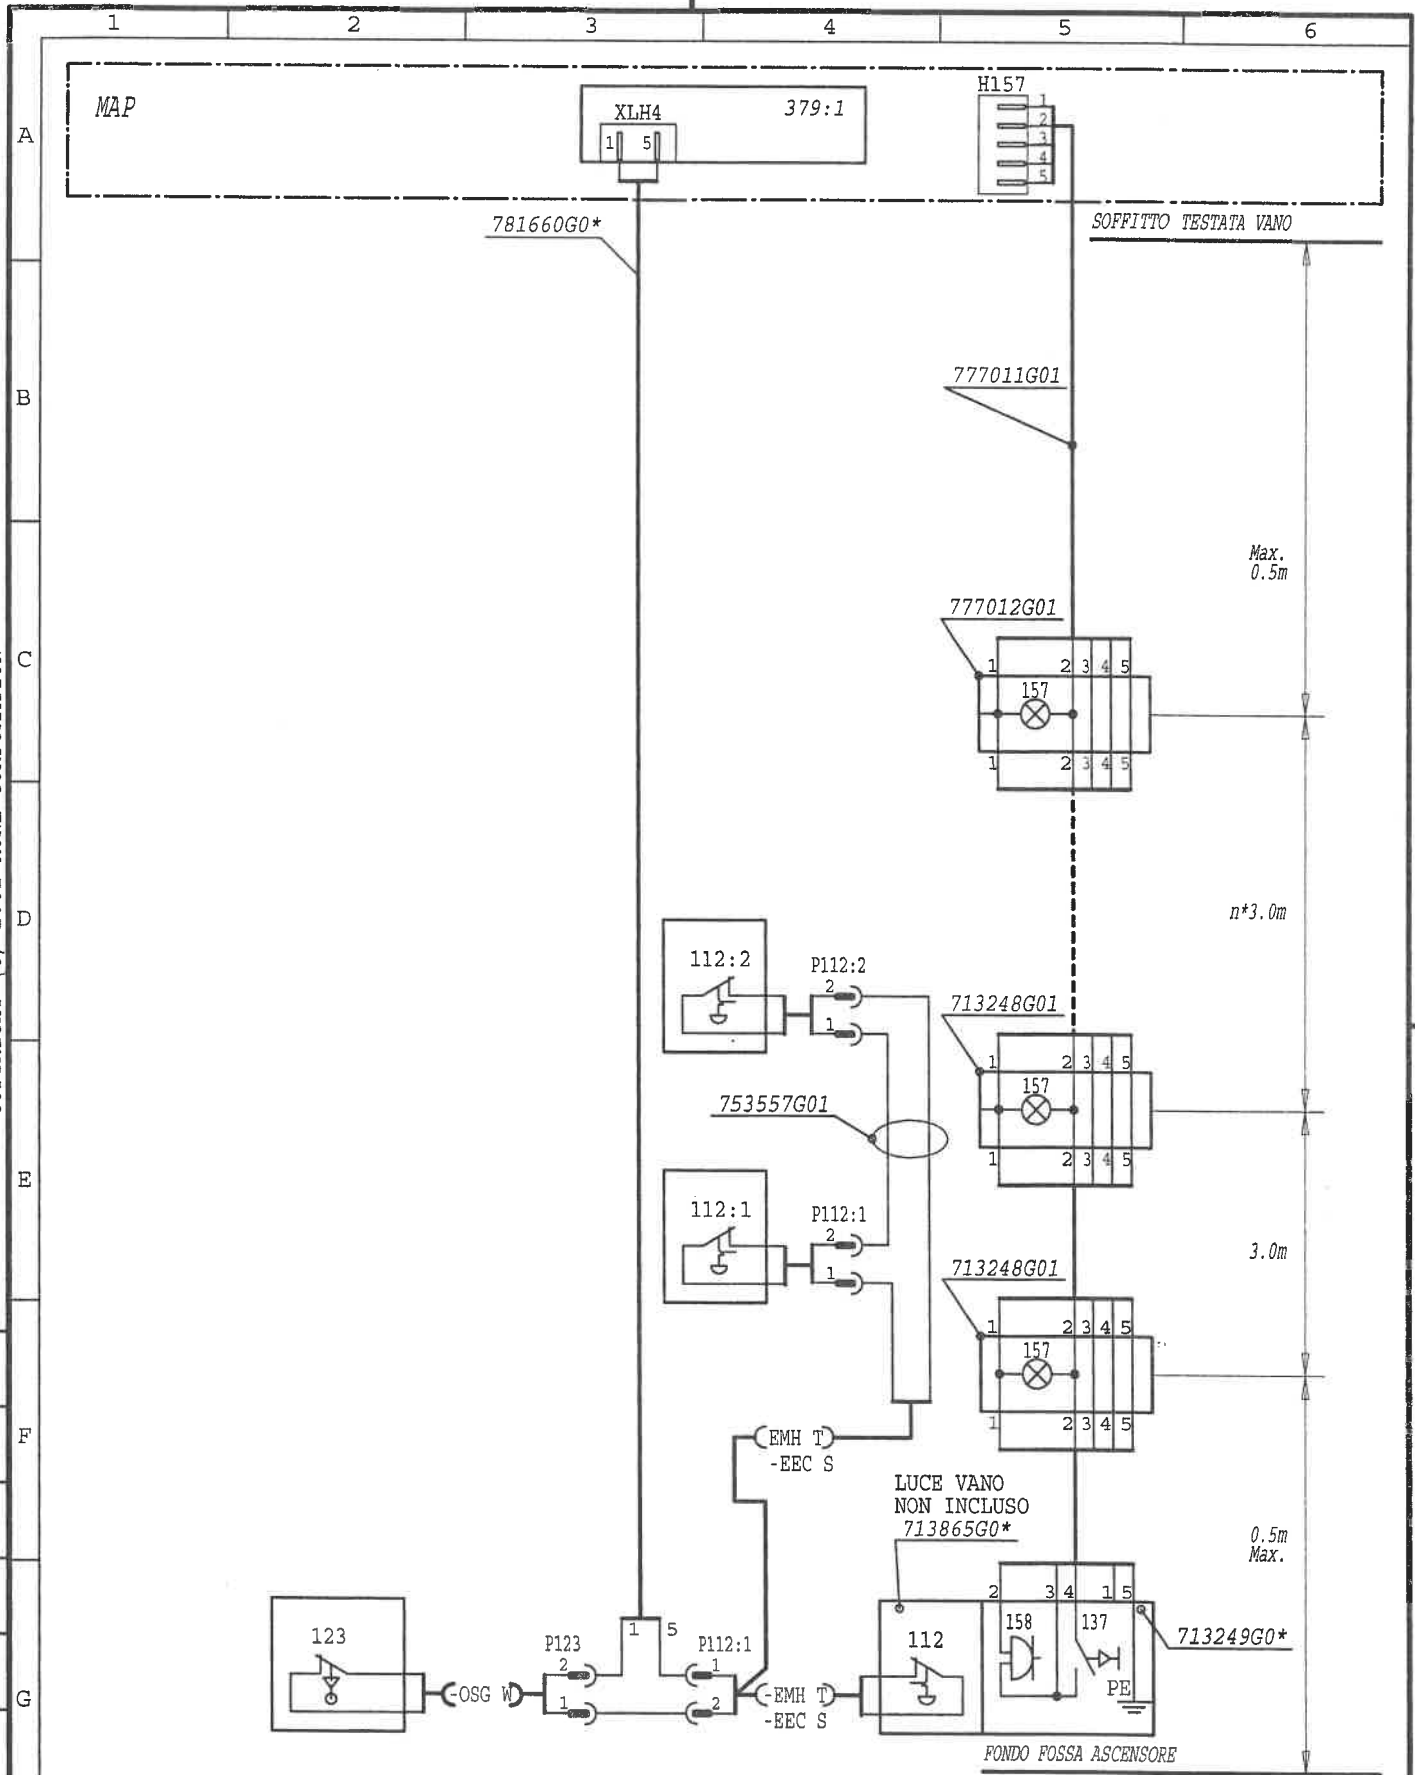 1 2 3 4 5 6
A
MAP
XLH4
379:1
1 5
H157
1
2
3
4
5
781660G0*
SOFFITTO TESTATA VANO
B
777011G01
Max.
0.5m
C
777012G01
1 2 3 4 5
157
1 2 3 4 5
D
n*3.0m
112:2
P112:2
2
1
713248G01
1 2 3 4 5
157
1 2 3 4 5
753557G01
E
112:1
P112:1
2
1
3.0m
713248G01
1 2 3 4 5
157
1 2 3 4 5
F
EMH T
-EEC S
LUCE VANO
NON INCLUSO
713865G0*
0.5m
Max.
2 3 4 1 5
G
123
P123
2
1
1 5
P112:1
1
2
-OSG W
-EMH T
-EEC S
112
158
137
PE
713249G0*
FONDO FOSSA ASCENSORE